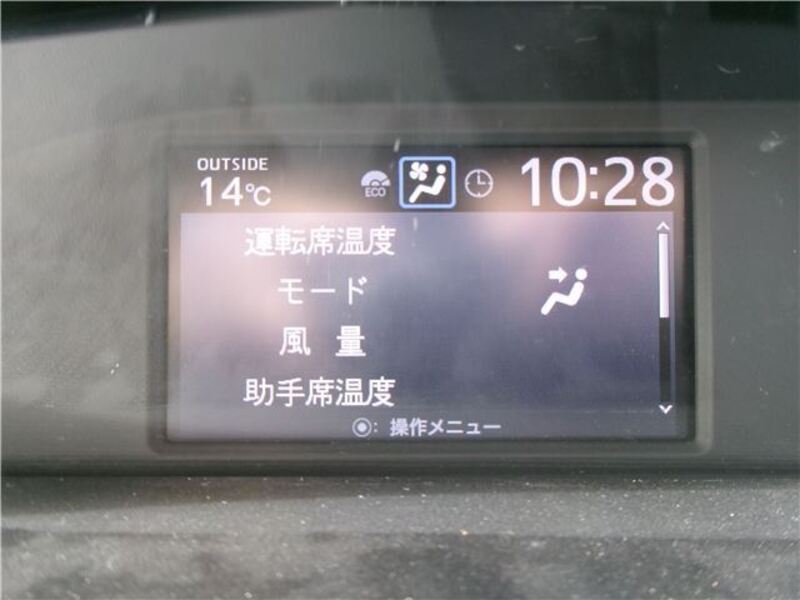 OUTSIDE
14℃
ECO
10:28
運転席温度
モード
風 量
助手席温度
◉: 操作メニュー